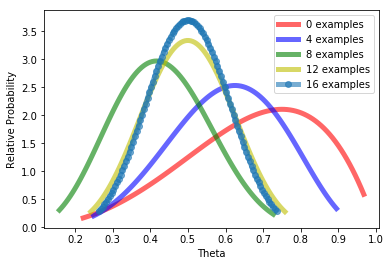 3.5
3.0
2.5
2.0
1.5
1.0
0.5
0.0
Relative Probability
0 examples
4 examples
8 examples
12 examples
16 examples
0.2 0.3 0.4 0.5 0.6 0.7 0.8 0.9 1.0
Theta